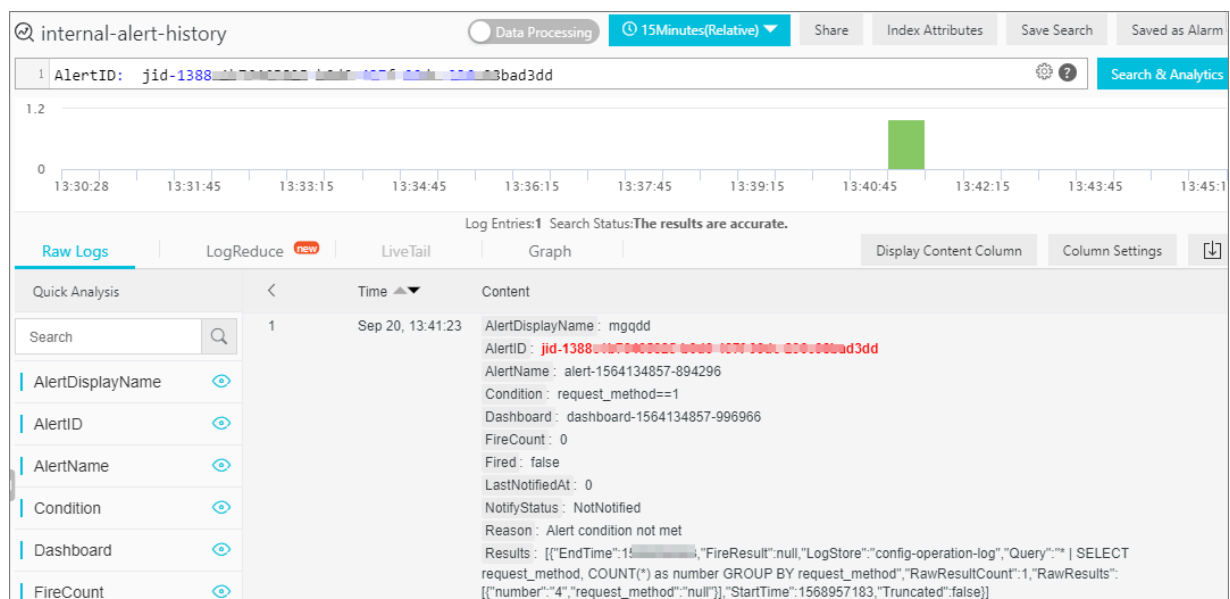 internal-alert-history
Data Processing
15Minutes(Relative)
Share
Index Attributes
Save Search
Saved as Alarm
1 AlertID: jid-1388 bad3dd
Search & Analytics
1.2
0
13:30:28 13:31:45 13:33:15 13:34:45 13:36:15 13:37:45 13:39:15 13:40:45 13:42:15 13:43:45 13:45:1
Log Entries:1 Search Status:The results are accurate.
Raw Logs
LogReduce new
LiveTail
Graph
Display Content Column
Column Settings
Quick Analysis
< Time Content
Search
AlertDisplayName
AlertID
AlertName
Condition
Dashboard
FireCount
1 Sep 20, 13:41:23
AlertDisplayName : mgqdd
AlertID : jid-1388 ad3dd
AlertName : alert-1564134857-894296
Condition : request_method==1
Dashboard : dashboard-1564134857-996966
FireCount : 0
Fired : false
LastNotifiedAt : 0
NotifyStatus : NotNotified
Reason : Alert condition not met
Results : [{"EndTime":15 ,"FireResult":null,"LogStore":"config-operation-log","Query":"* | SELECT
request_method, COUNT(*) as number GROUP BY request_method","RawResultCount":1,"RawResults":
[{"number":"4","request_method":"null"}],"StartTime":1568957183,"Truncated":false}]